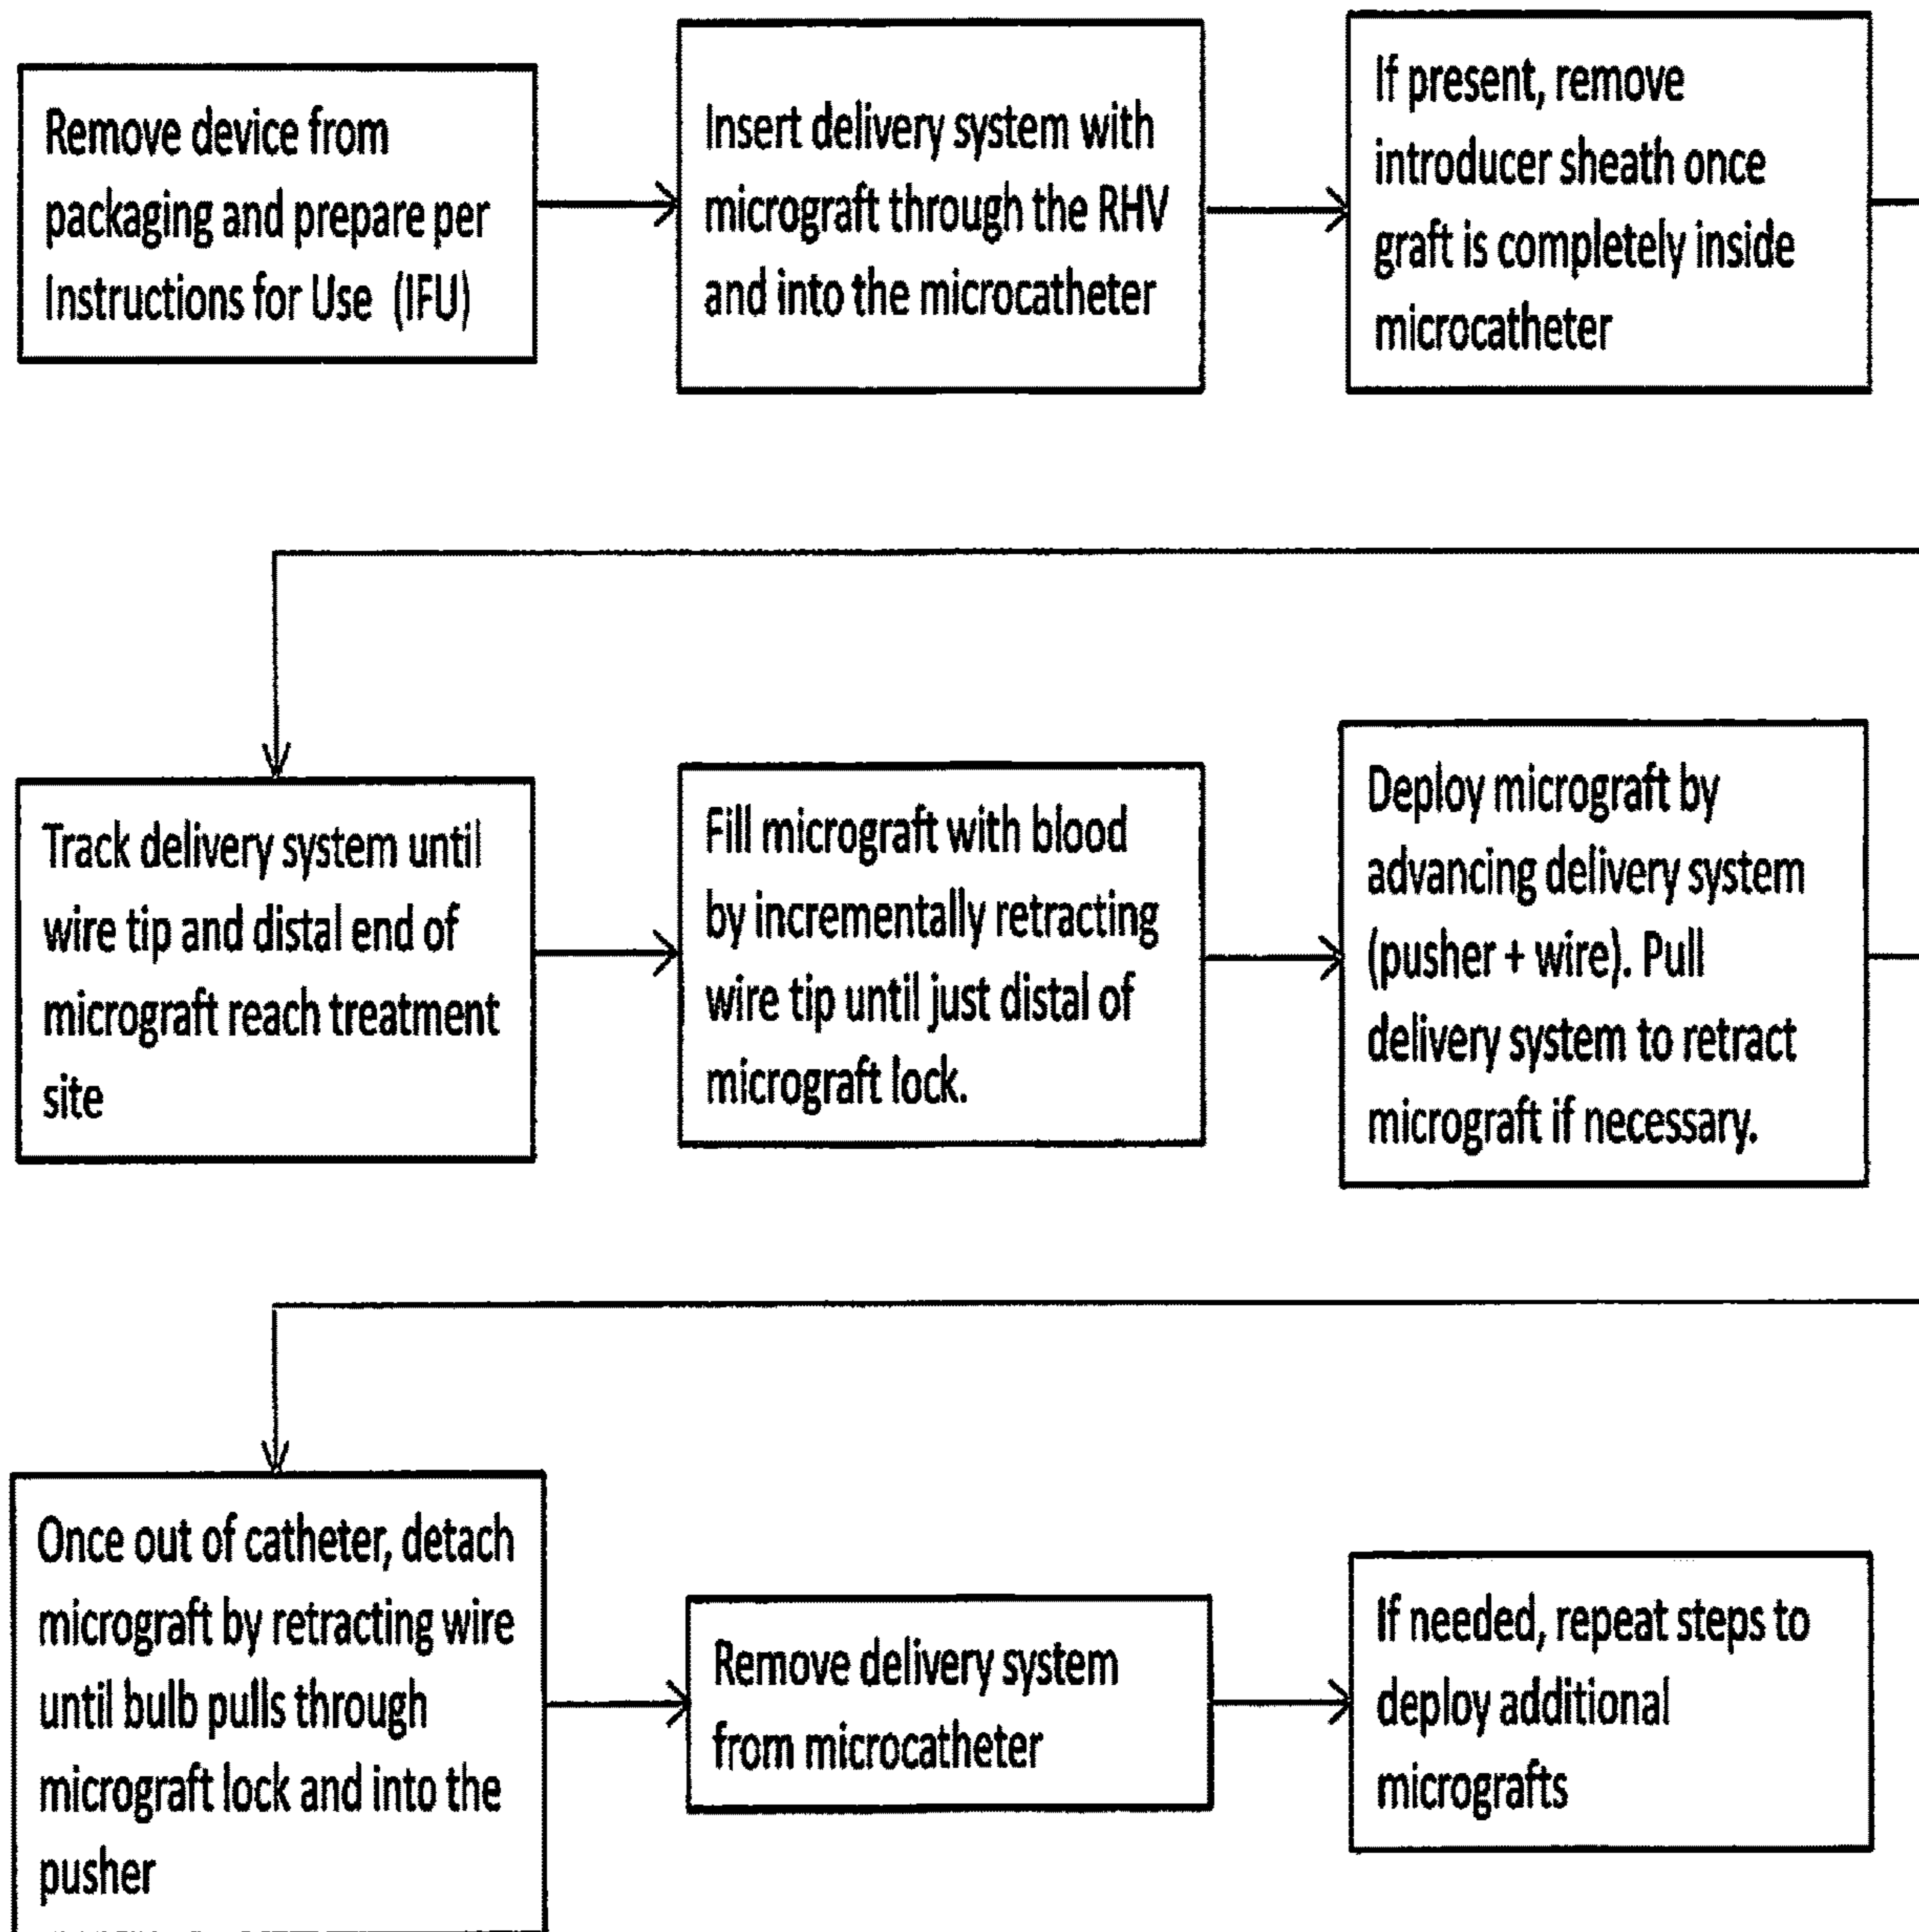 Remove device from
packaging and prepare per
Instructions for Use (IFU)
Insert delivery system with
micrograft through the RHV
and into the microcatheter
If present, remove
introducer sheath once
graft is completely inside
microcatheter
Track delivery system until
wire tip and distal end of
micrograft reach treatment
site
Fill micrograft with blood
by incrementally retracting
wire tip until just distal of
micrograft lock.
Deploy micrograft by
advancing delivery system
(pusher + wire). Pull
delivery system to retract
micrograft if necessary.
Once out of catheter, detach
micrograft by retracting wire
until bulb pulls through
micrograft lock and into the
pusher
Remove delivery system
from microcatheter
If needed, repeat steps to
deploy additional
micrografts